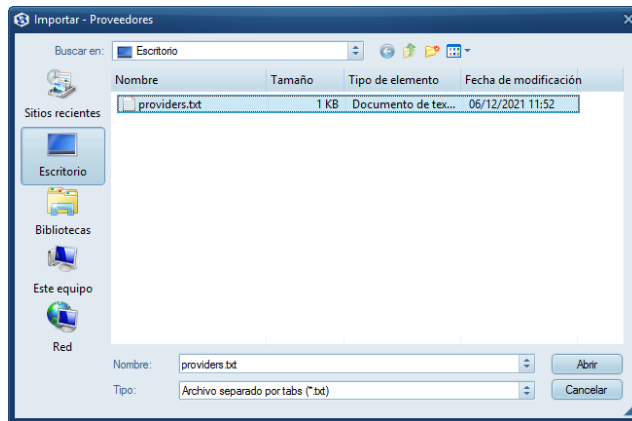 Importar - Proveedores
Buscar en: Escritorio
Nombre Tamaño Tipo de elemento Fecha de modificación
providers.txt 1 KB Documento de tex... 06/12/2021 11:52
Sitios recientes
Escritorio
Bibliotecas
Este equipo
Red
Nombre: providers.txt Abrir
Tipo: Archivo separado por tabs (*.txt) Cancelar